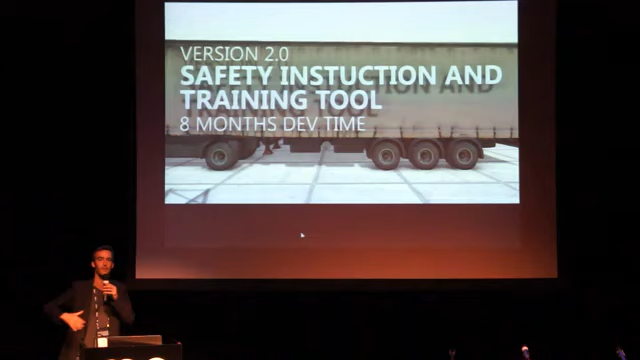 VERSION 2.0
SAFETY INSTUCTION AND
TRAINING TOOL
8 MONTHS DEV TIME